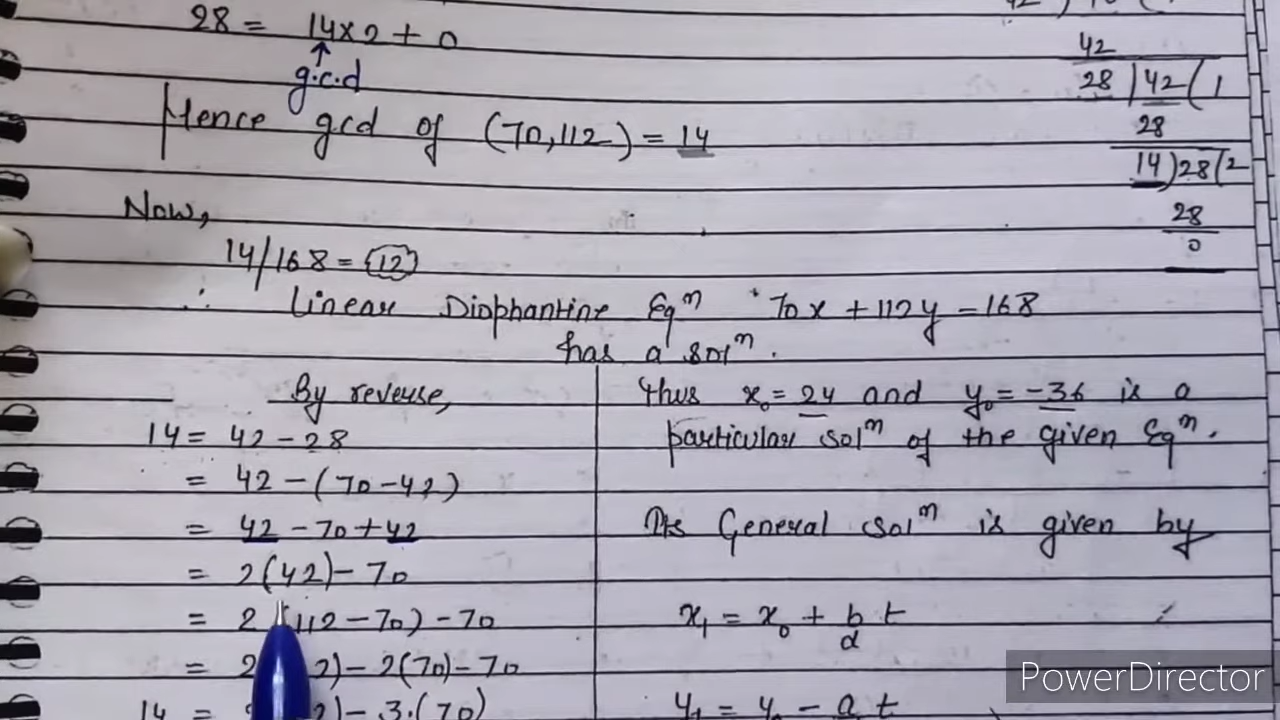 28 = 14×2 + 0
↑
g.c.d
Hence gcd of (70,112) = 14
42
28 ) 42 ( 1
28
14 ) 28 ( 2
28
0
Now,
14/168 = 12
∴ Linear Diophantine Eqⁿ 70x + 112y = 168
has a solⁿ.
By reverse,
14 = 42 - 28
= 42 - (70 - 42)
= 42 - 70 + 42
= 2(42) - 70
= 2(112 - 70) - 70
= 2 2) - 2(70) - 70
14 = 2) - 3.(70)
thus x₀ = 24 and y₀ = -36 is a
particular solⁿ of the given Eqⁿ.
Its General solⁿ is given by
x₁ = x₀ + b/d t
y₁ = y₀ - a t
PowerDirector